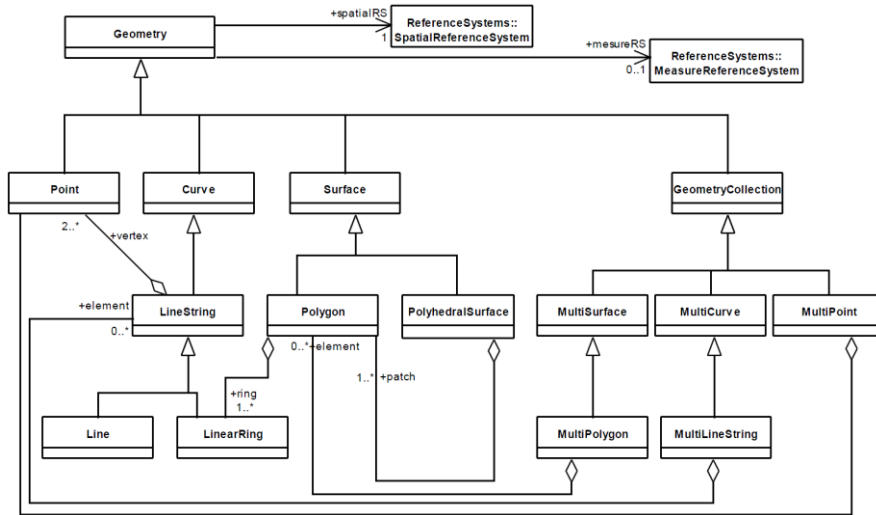 Geometry
+spatialRS
1
ReferenceSystems::
SpatialReferenceSystem
+mesureRS
0..1
ReferenceSystems::
MeasureReferenceSystem
Point
Curve
Surface
GeometryCollection
2..*
+vertex
+element
0..*
LineString
Polygon
PolyhedralSurface
MultiSurface
MultiCurve
MultiPoint
0..*
+element
1..*
+patch
+ring
1..*
Line
LinearRing
MultiPolygon
MultiLineString